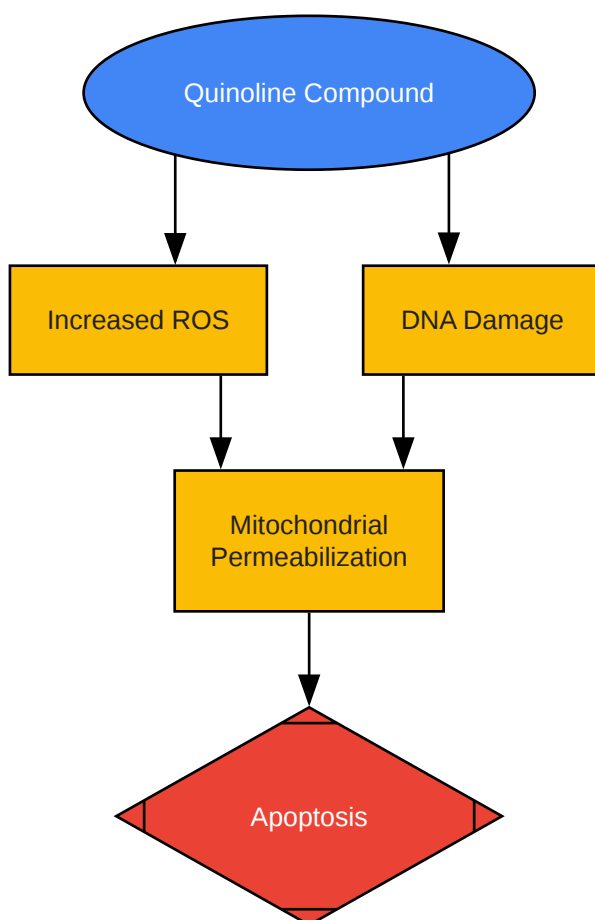 Quinoline Compound
Increased ROS
DNA Damage
Mitochondrial
Permeabilization
Apoptosis